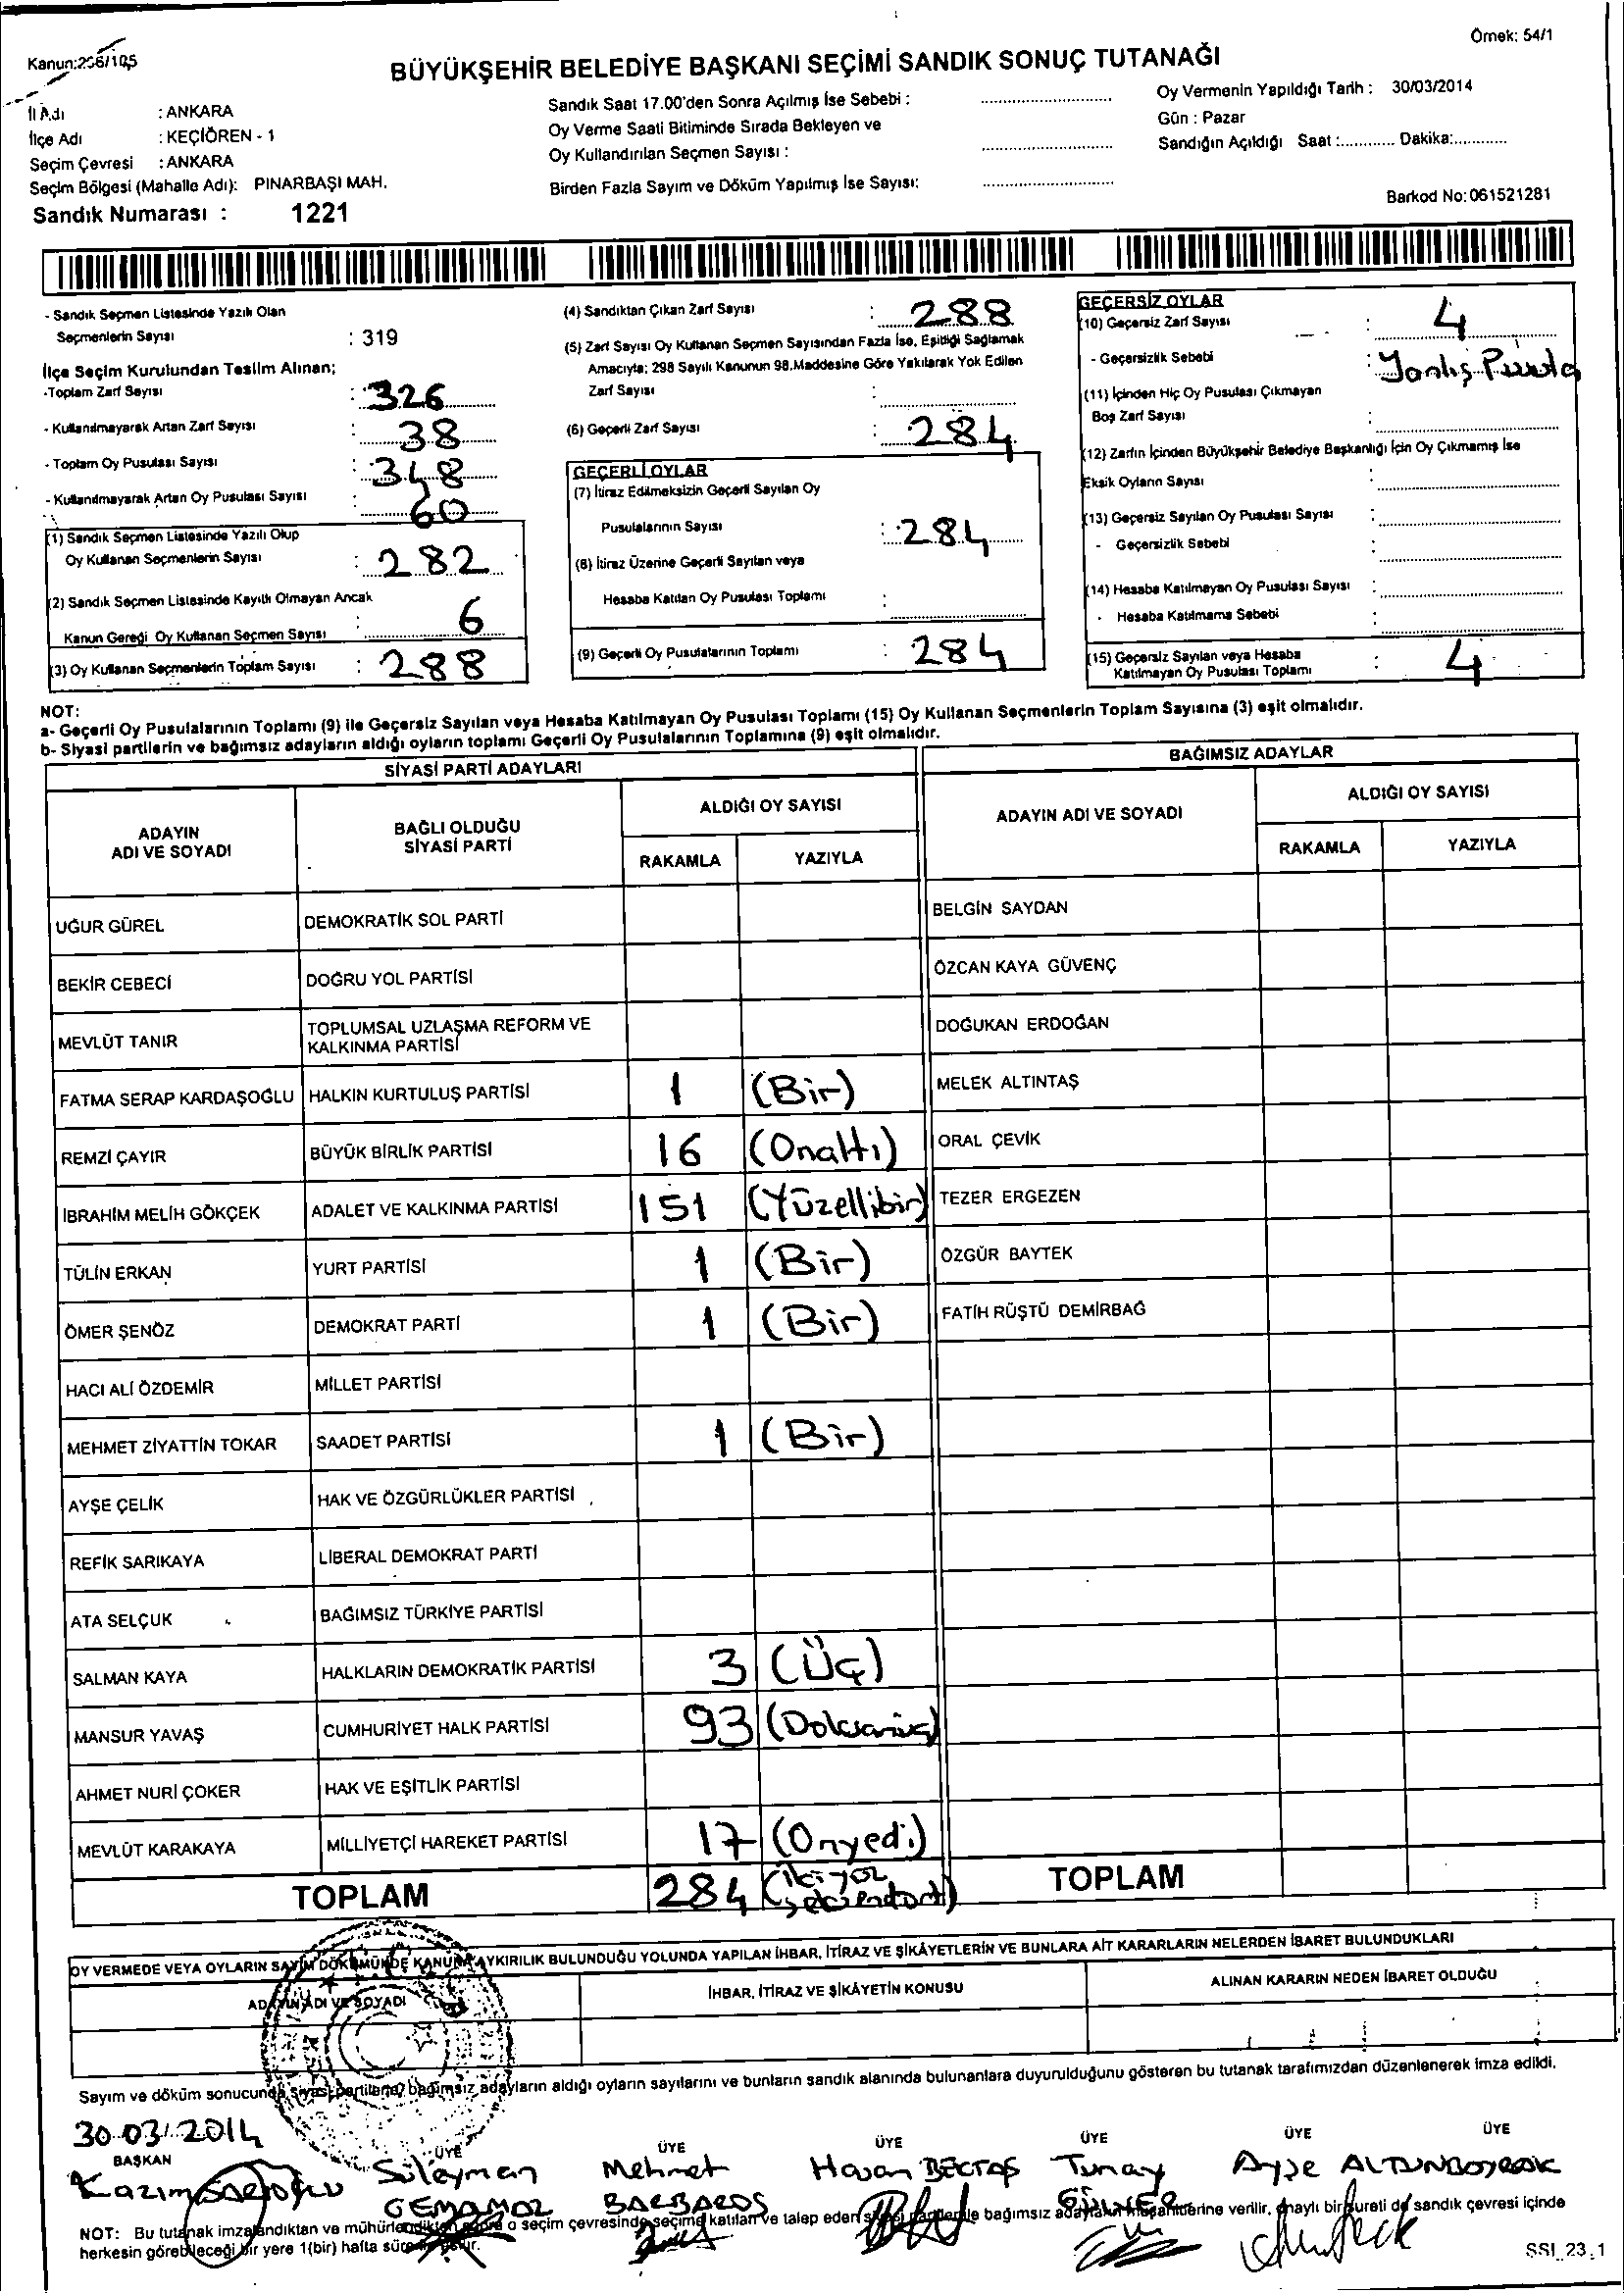 Örnek: 54/1
Kanun:
BÜYÜKŞEHİR BELEDİYE BAŞKANI SEÇİMİ SANDIK SONUÇ TUTANAĞI
İl Adı : ANKARA
İlçe Adı : KEÇİÖREN - 1
Seçim Çevresi : ANKARA
Seçim Bölgesi (Mahalle Adı): PINARBAŞI MAH.
Sandık Numarası : 1221
Sandık Saat 17.00'den Sonra Açılmış İse Sebebi :
Oy Verme Saati Bitiminde Sırada Bekleyen ve
Oy Kullandırılan Seçmen Sayısı :
Birden Fazla Sayım ve Döküm Yapılmış İse Sayısı:
Oy Vermenin Yapıldığı Tarih : 30/03/2014
Gün : Pazar
Sandığın Açıldığı Saat :............ Dakika:............
Barkod No: 061521281
- Sandık Seçmen Listesinde Yazılı Olan
Seçmenlerin Sayısı : 319
İlçe Seçim Kurulundan Teslim Alınan;
-Toplam Zarf Sayısı : 326
- Kullanılmayarak Artan Zarf Sayısı : 38
- Toplam Oy Pusulası Sayısı : 348
- Kullanılmayarak Artan Oy Pusulası Sayısı : 60
(1) Sandık Seçmen Listesinde Yazılı Olup
Oy Kullanan Seçmenlerin Sayısı : 282
(2) Sandık Seçmen Listesinde Kayıtlı Olmayan Ancak
Kanun Gereği Oy Kullanan Seçmen Sayısı : 6
(3) Oy Kullanan Seçmenlerin Toplam Sayısı : 288
(4) Sandıktan Çıkan Zarf Sayısı : 288
(5) Zarf Sayısı Oy Kullanan Seçmen Sayısından Fazla İse, Eşitliği Sağlamak
Amacıyla; 298 Sayılı Kanunun 98.Maddesine Göre Yakılarak Yok Edilen
Zarf Sayısı :
(6) Geçerli Zarf Sayısı : 284
GEÇERLİ OYLAR
(7) İtiraz Edilmeksizin Geçerli Sayılan Oy
Pusulalarının Sayısı : 284
(8) İtiraz Üzerine Geçerli Sayılan veya
Hesaba Katılan Oy Pusulası Toplamı :
(9) Geçerli Oy Pusulalarının Toplamı : 284
GEÇERSİZ OYLAR
(10) Geçersiz Zarf Sayısı : 4
- Geçersizlik Sebebi : Yanlış Pusula
(11) İçinden Hiç Oy Pusulası Çıkmayan
Boş Zarf Sayısı :
(12) Zarfın İçinden Büyükşehir Belediye Başkanlığı İçin Oy Çıkmamış İse
Eksik Oyların Sayısı :
(13) Geçersiz Sayılan Oy Pusulası Sayısı :
- Geçersizlik Sebebi :
(14) Hesaba Katılmayan Oy Pusulası Sayısı :
- Hesaba Katılmama Sebebi :
(15) Geçersiz Sayılan veya Hesaba
Katılmayan Oy Pusulası Toplamı : 4
NOT:
a- Geçerli Oy Pusulalarının Toplamı (9) ile Geçersiz Sayılan veya Hesaba Katılmayan Oy Pusulası Toplamı (15) Oy Kullanan Seçmenlerin Toplam Sayısına (3) eşit olmalıdır.
b- Siyasi partilerin ve bağımsız adayların aldığı oyların toplamı Geçerli Oy Pusulalarının Toplamına (9) eşit olmalıdır.
SİYASİ PARTİ ADAYLARI
ADAYIN ADI VE SOYADI
BAĞLI OLDUĞU SİYASİ PARTİ
ALDIĞI OY SAYISI
RAKAMLA YAZIYLA
UĞUR GÜREL DEMOKRATİK SOL PARTİ
BEKİR CEBECİ DOĞRU YOL PARTİSİ
MEVLÜT TANIR TOPLUMSAL UZLAŞMA REFORM VE KALKINMA PARTİSİ
FATMA SERAP KARDAŞOĞLU HALKIN KURTULUŞ PARTİSİ 1 (Bir)
REMZİ ÇAYIR BÜYÜK BİRLİK PARTİSİ 16 (Onaltı)
İBRAHİM MELİH GÖKÇEK ADALET VE KALKINMA PARTİSİ 151 (Yüzellibir)
TÜLİN ERKAN YURT PARTİSİ 1 (Bir)
ÖMER ŞENÖZ DEMOKRAT PARTİ 1 (Bir)
HACI ALİ ÖZDEMİR MİLLET PARTİSİ
MEHMET ZİYATTİN TOKAR SAADET PARTİSİ 1 (Bir)
AYŞE ÇELİK HAK VE ÖZGÜRLÜKLER PARTİSİ
REFİK SARIKAYA LİBERAL DEMOKRAT PARTİ
ATA SELÇUK BAĞIMSIZ TÜRKİYE PARTİSİ
SALMAN KAYA HALKLARIN DEMOKRATİK PARTİSİ 3 (Üç)
MANSUR YAVAŞ CUMHURİYET HALK PARTİSİ 93 (Doksanüç)
AHMET NURİ ÇOKER HAK VE EŞİTLİK PARTİSİ
MEVLÜT KARAKAYA MİLLİYETÇİ HAREKET PARTİSİ 17 (Onyedi)
TOPLAM 284 (İkiyüz seksendört)
BAĞIMSIZ ADAYLAR
ADAYIN ADI VE SOYADI
ALDIĞI OY SAYISI
RAKAMLA YAZIYLA
BELGİN SAYDAN
ÖZCAN KAYA GÜVENÇ
DOĞUKAN ERDOĞAN
MELEK ALTINTAŞ
ORAL ÇEVİK
TEZER ERGEZEN
ÖZGÜR BAYTEK
FATİH RÜŞTÜ DEMİRBAĞ
TOPLAM
OY VERMEDE VEYA OYLARIN SAYIM DÖKÜMÜNDE KANUNA AYKIRILIK BULUNDUĞU YOLUNDA YAPILAN İHBAR, İTİRAZ VE ŞİKÂYETLERİN VE BUNLARA AİT KARARLARIN NELERDEN İBARET BULUNDUKLARI
ADAYIN ADI VE SOYADI
İHBAR, İTİRAZ VE ŞİKÂYETİN KONUSU
ALINAN KARARIN NEDEN İBARET OLDUĞU
Sayım ve döküm sonucunda, siyasi partilerin/ bağımsız adayların aldığı oyların sayılarını ve bunların sandık alanında bulunanlara duyurulduğunu gösteren bu tutanak tarafımızdan düzenlenerek imza edildi.
30.03.2014
BAŞKAN ÜYE ÜYE ÜYE ÜYE ÜYE ÜYE
Kazım Süleyman Mehmet Hasan BEKTAŞ Tunay Ayşe ALTUNBOYRAK
BARBAROS
NOT: Bu tutanak imzalandıktan ve mühürlendikten sonra o seçim çevresinde seçime katılan ve talep eden siyasi partilerle bağımsız adayların müşahitlerine verilir, onaylı bir sureti de sandık çevresi içinde
herkesin görebileceği bir yere 1(bir) hafta süre
SSI_23_1